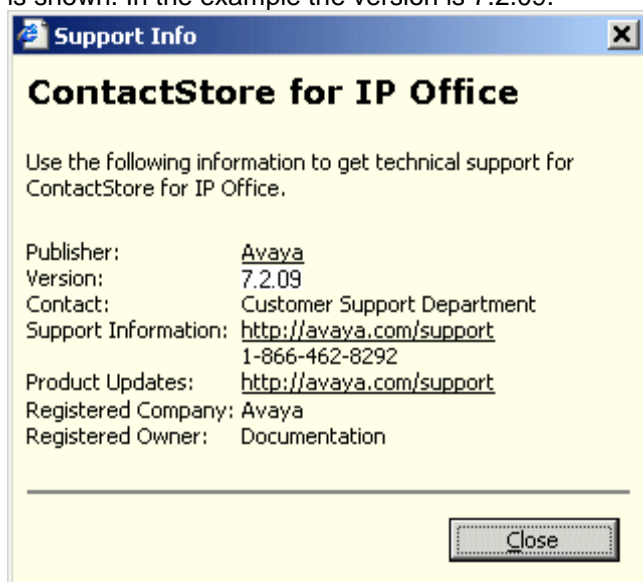 is shown. In the example the version is 7.2.09.
Support Info
ContactStore for IP Office
Use the following information to get technical support for
ContactStore for IP Office.
Publisher: Avaya
Version: 7.2.09
Contact: Customer Support Department
Support Information: http://avaya.com/support
1-866-462-8292
Product Updates: http://avaya.com/support
Registered Company: Avaya
Registered Owner: Documentation
Close